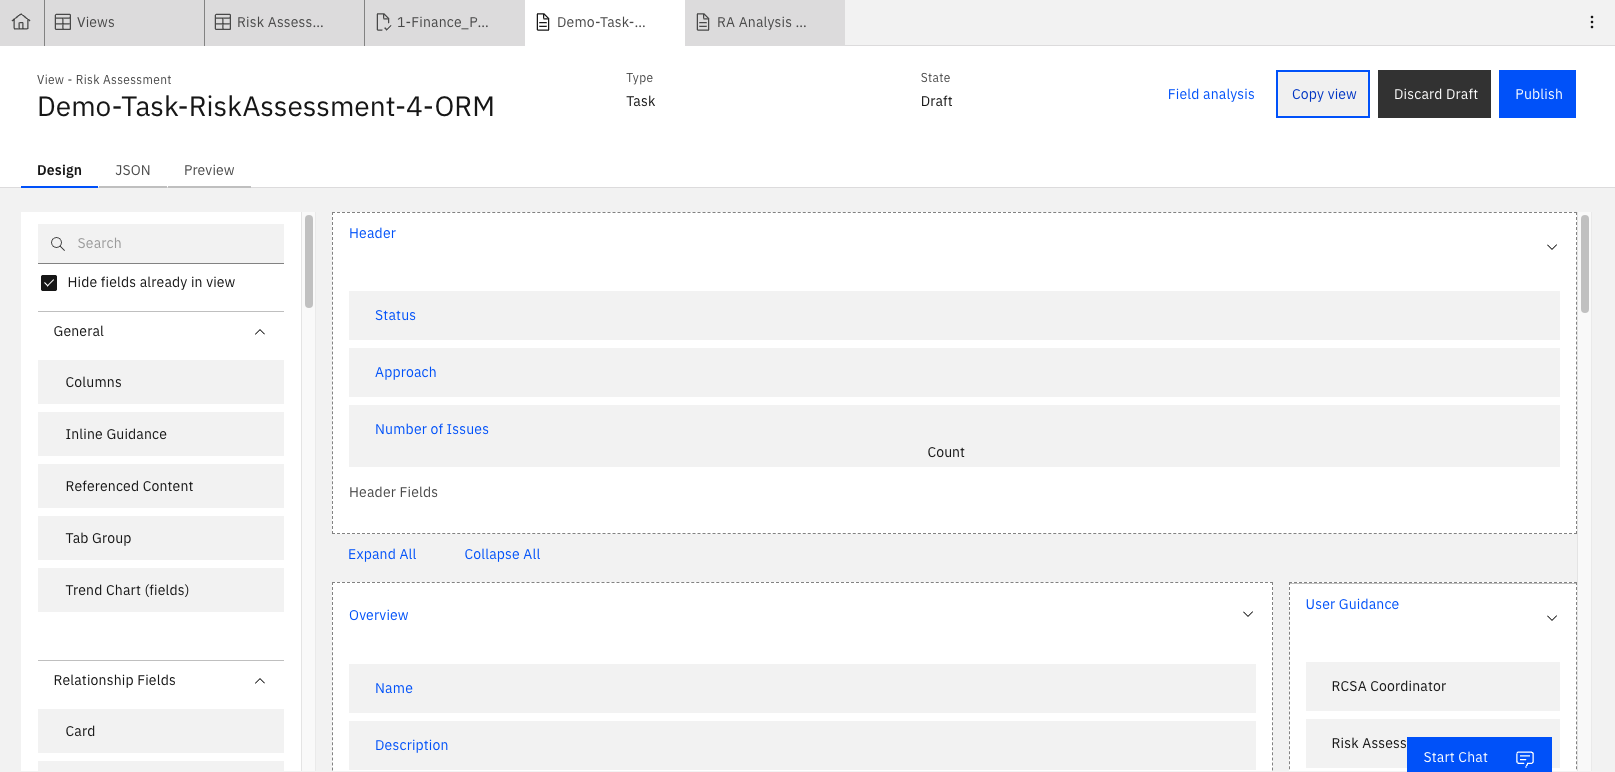 Views
Risk Assess...
1-Finance_P...
Demo-Task-...
RA Analysis ...
View - Risk Assessment
Demo-Task-RiskAssessment-4-ORM
Type
Task
State
Draft
Field analysis
Copy view
Discard Draft
Publish
Design
JSON
Preview
Search
Hide fields already in view
General
Columns
Inline Guidance
Referenced Content
Tab Group
Trend Chart (fields)
Relationship Fields
Card
Header
Status
Approach
Number of Issues
Count
Header Fields
Expand All
Collapse All
Overview
Name
Description
User Guidance
RCSA Coordinator
Risk Assess
Start Chat